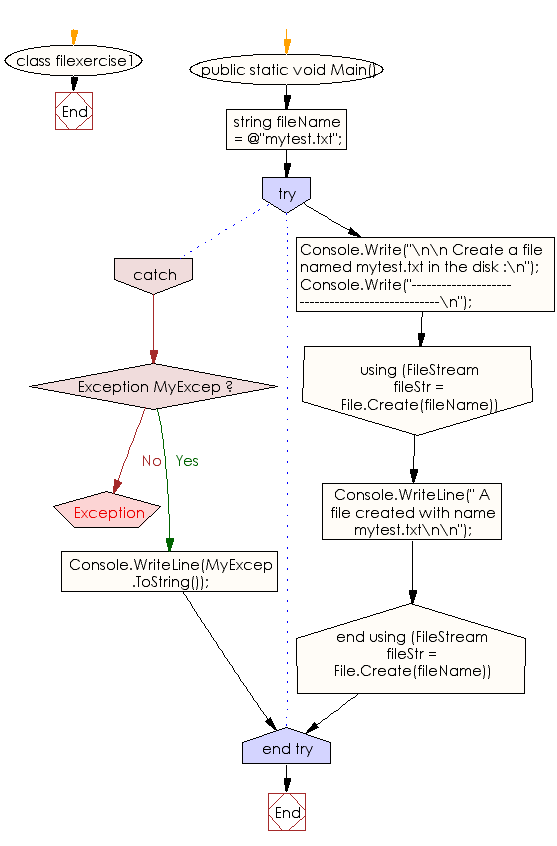 class filexercise1
End
public static void Main()
string fileName
= @"mytest.txt";
try
Console.Write("\n\n Create a file
named mytest.txt in the disk :\n");
Console.Write("--------------------
----------------------------\n");
using (FileStream
fileStr =
File.Create(fileName))
Console.WriteLine(" A
file created with name
mytest.txt\n\n");
end using (FileStream
fileStr =
File.Create(fileName))
catch
Exception MyExcep ?
No
Yes
Exception
Console.WriteLine(MyExcep
.ToString());
end try
End